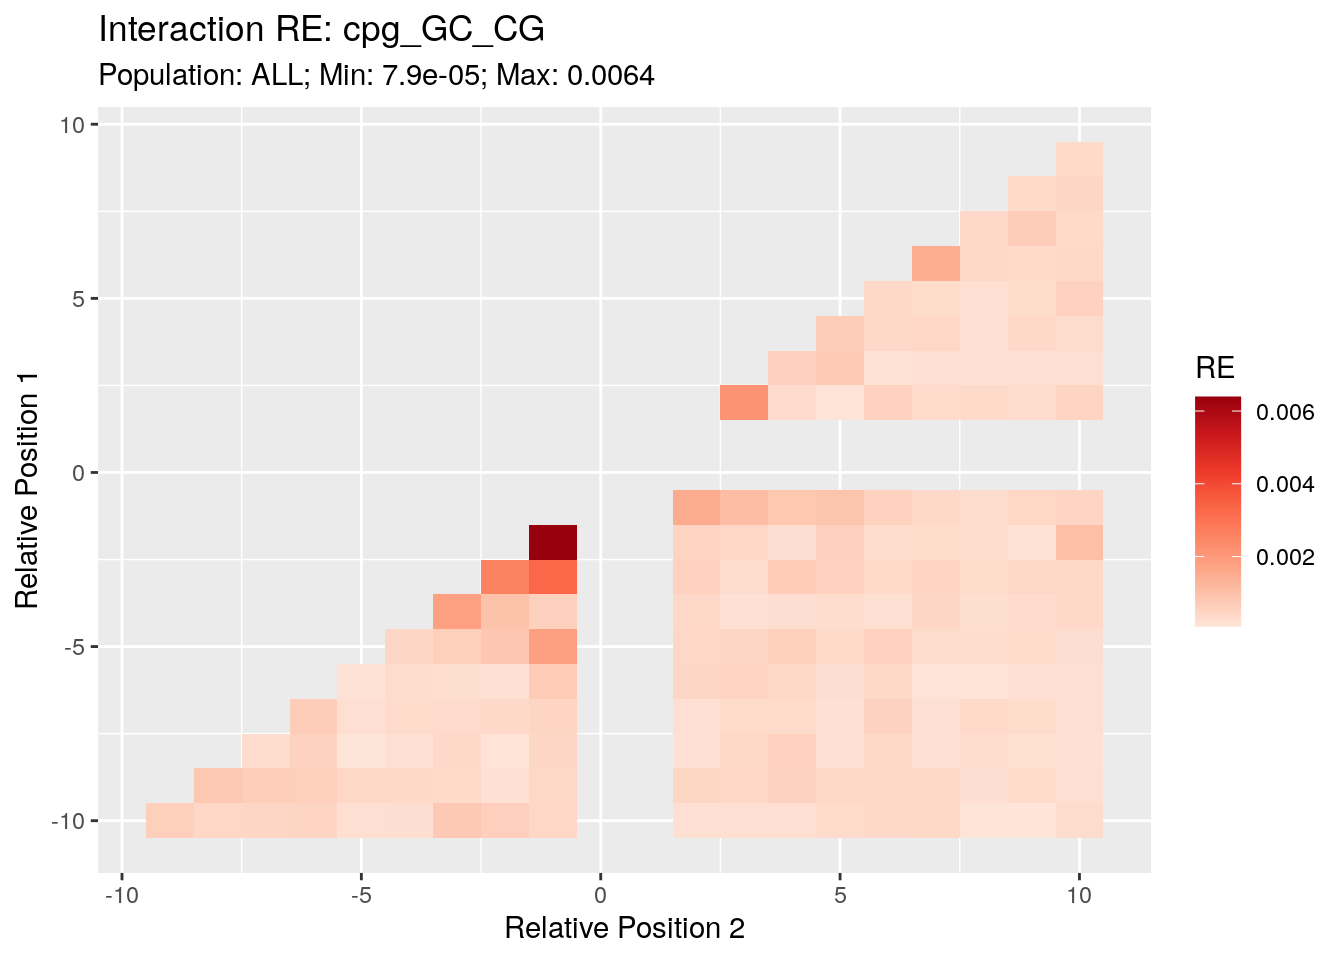 Interaction RE: cpg_GC_CG
Population: ALL; Min: 7.9e-05; Max: 0.0064
10
5
0
-5
-10
Relative Position 1
-10
-5
0
5
10
Relative Position 2
RE
0.006
0.004
0.002